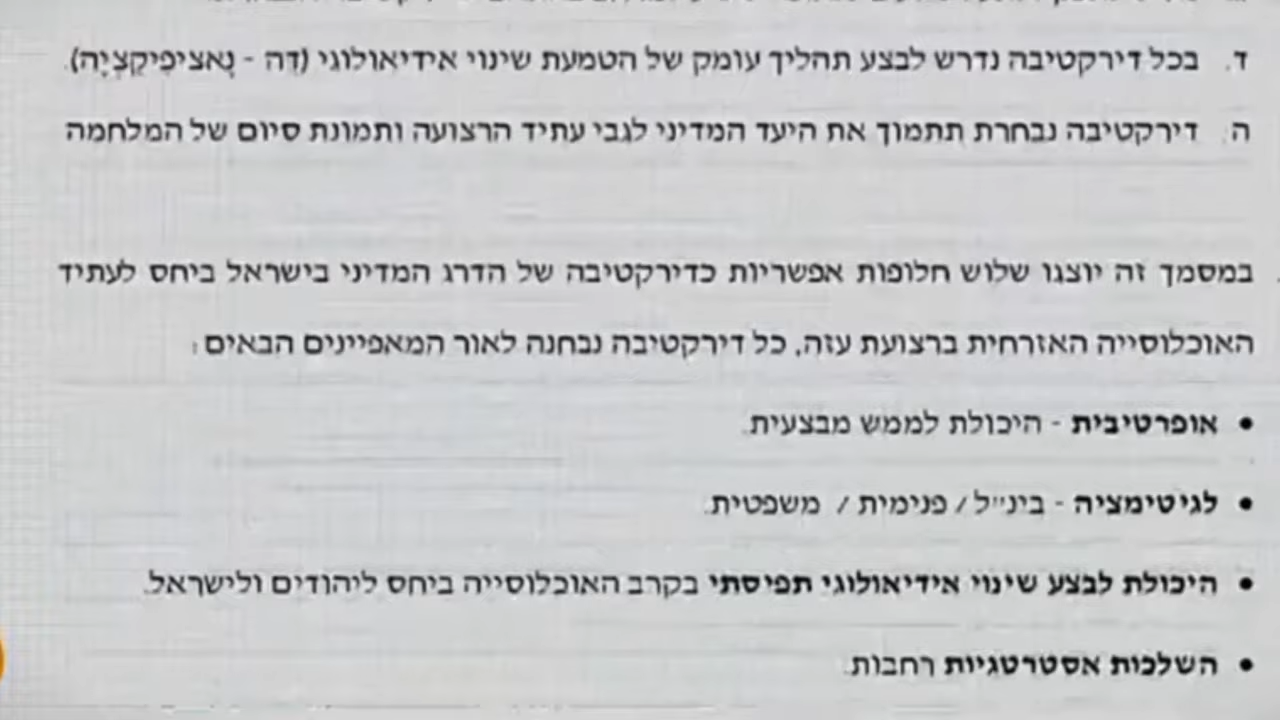 ד. בכל דירקטיבה נדרש לבצע תהליך עומק של הטמעת שינוי אידיאולוגי (דֵה - נָאצִיפִיקַצְיָה).
ה. דירקטיבה נבחרת תתמוך את היעד המדיני לגבי עתיד הרצועה ותמונת סיום של המלחמה
במסמך זה יוצגו שלוש חלופות אפשריות כדירקטיבה של הדרג המדיני בישראל ביחס לעתיד
האוכלוסייה האזרחית ברצועת עזה, כל דירקטיבה נבחנה לאור המאפיינים הבאים:
• אופרטיבית - היכולת לממש מבצעית.
• לגיטימציה - בינ"ל / פנימית / משפטית.
• היכולת לבצע שינוי אידיאולוגי תפיסתי בקרב האוכלוסייה ביחס ליהודים ולישראל.
• השלכות אסטרטגיות רחבות.